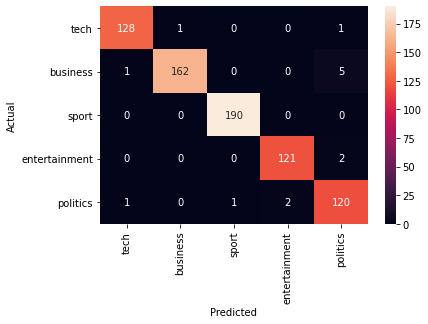 tech 128 1 0 0 1
business 1 162 0 0 5
sport 0 0 190 0 0
entertainment 0 0 0 121 2
politics 1 0 1 2 120
tech business sport entertainment politics
Predicted
Actual
175
150
125
100
75
50
25
0